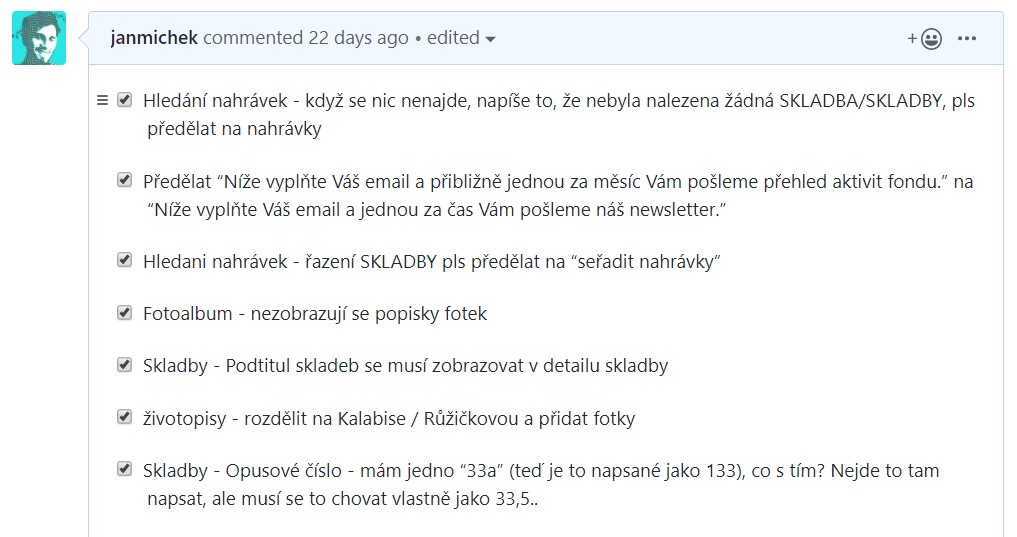 janmichek commented 22 days ago • edited
Hledání nahrávek - když se nic nenajde, napíše to, že nebyla nalezena žádná SKLADBA/SKLADBY, pls
předělat na nahrávky
Předělat “Níže vyplňte Váš email a přibližně jednou za měsíc Vám pošleme přehled aktivit fondu.” na
“Níže vyplňte Váš email a jednou za čas Vám pošleme náš newsletter.”
Hledani nahrávek - řazení SKLADBY pls předělat na “seřadit nahrávky”
Fotoalbum - nezobrazují se popisky fotek
Skladby - Podtitul skladeb se musí zobrazovat v detailu skladby
životopisy - rozdělit na Kalabise / Růžičkovou a přidat fotky
Skladby - Opusové číslo - mám jedno “33a” (teď je to napsané jako 133), co s tím? Nejde to tam
napsat, ale musí se to chovat vlastně jako 33,5..